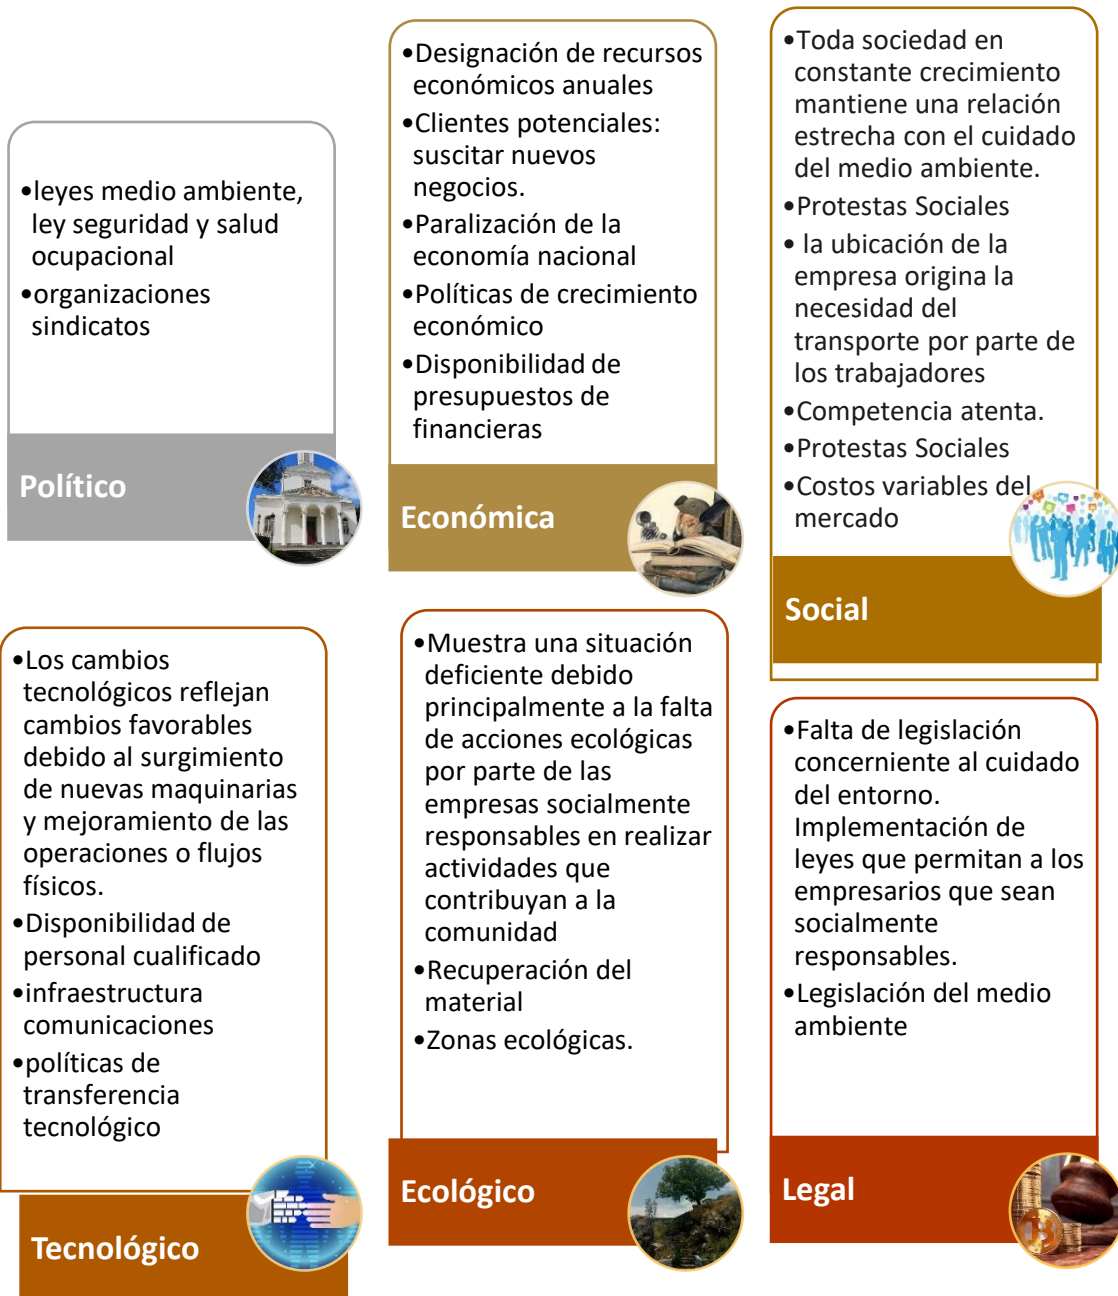 •leyes medio ambiente,
ley seguridad y salud
ocupacional
•organizaciones
sindicatos
Político
•Designación de recursos
económicos anuales
•Clientes potenciales:
suscitar nuevos
negocios.
•Paralización de la
economía nacional
•Políticas de crecimiento
económico
•Disponibilidad de
presupuestos de
financieras
Económica
•Toda sociedad en
constante crecimiento
mantiene una relación
estrecha con el cuidado
del medio ambiente.
•Protestas Sociales
• la ubicación de la
empresa origina la
necesidad del
transporte por parte de
los trabajadores
•Competencia atenta.
•Protestas Sociales
•Costos variables del
mercado
Social
•Los cambios
tecnológicos reflejan
cambios favorables
debido al surgimiento
de nuevas maquinarias
y mejoramiento de las
operaciones o flujos
físicos.
•Disponibilidad de
personal cualificado
•infraestructura
comunicaciones
•políticas de
transferencia
tecnológico
Tecnológico
•Muestra una situación
deficiente debido
principalmente a la falta
de acciones ecológicas
por parte de las
empresas socialmente
responsables en realizar
actividades que
contribuyan a la
comunidad
•Recuperación del
material
•Zonas ecológicas.
Ecológico
•Falta de legislación
concerniente al cuidado
del entorno.
Implementación de
leyes que permitan a los
empresarios que sean
socialmente
responsables.
•Legislación del medio
ambiente
Legal